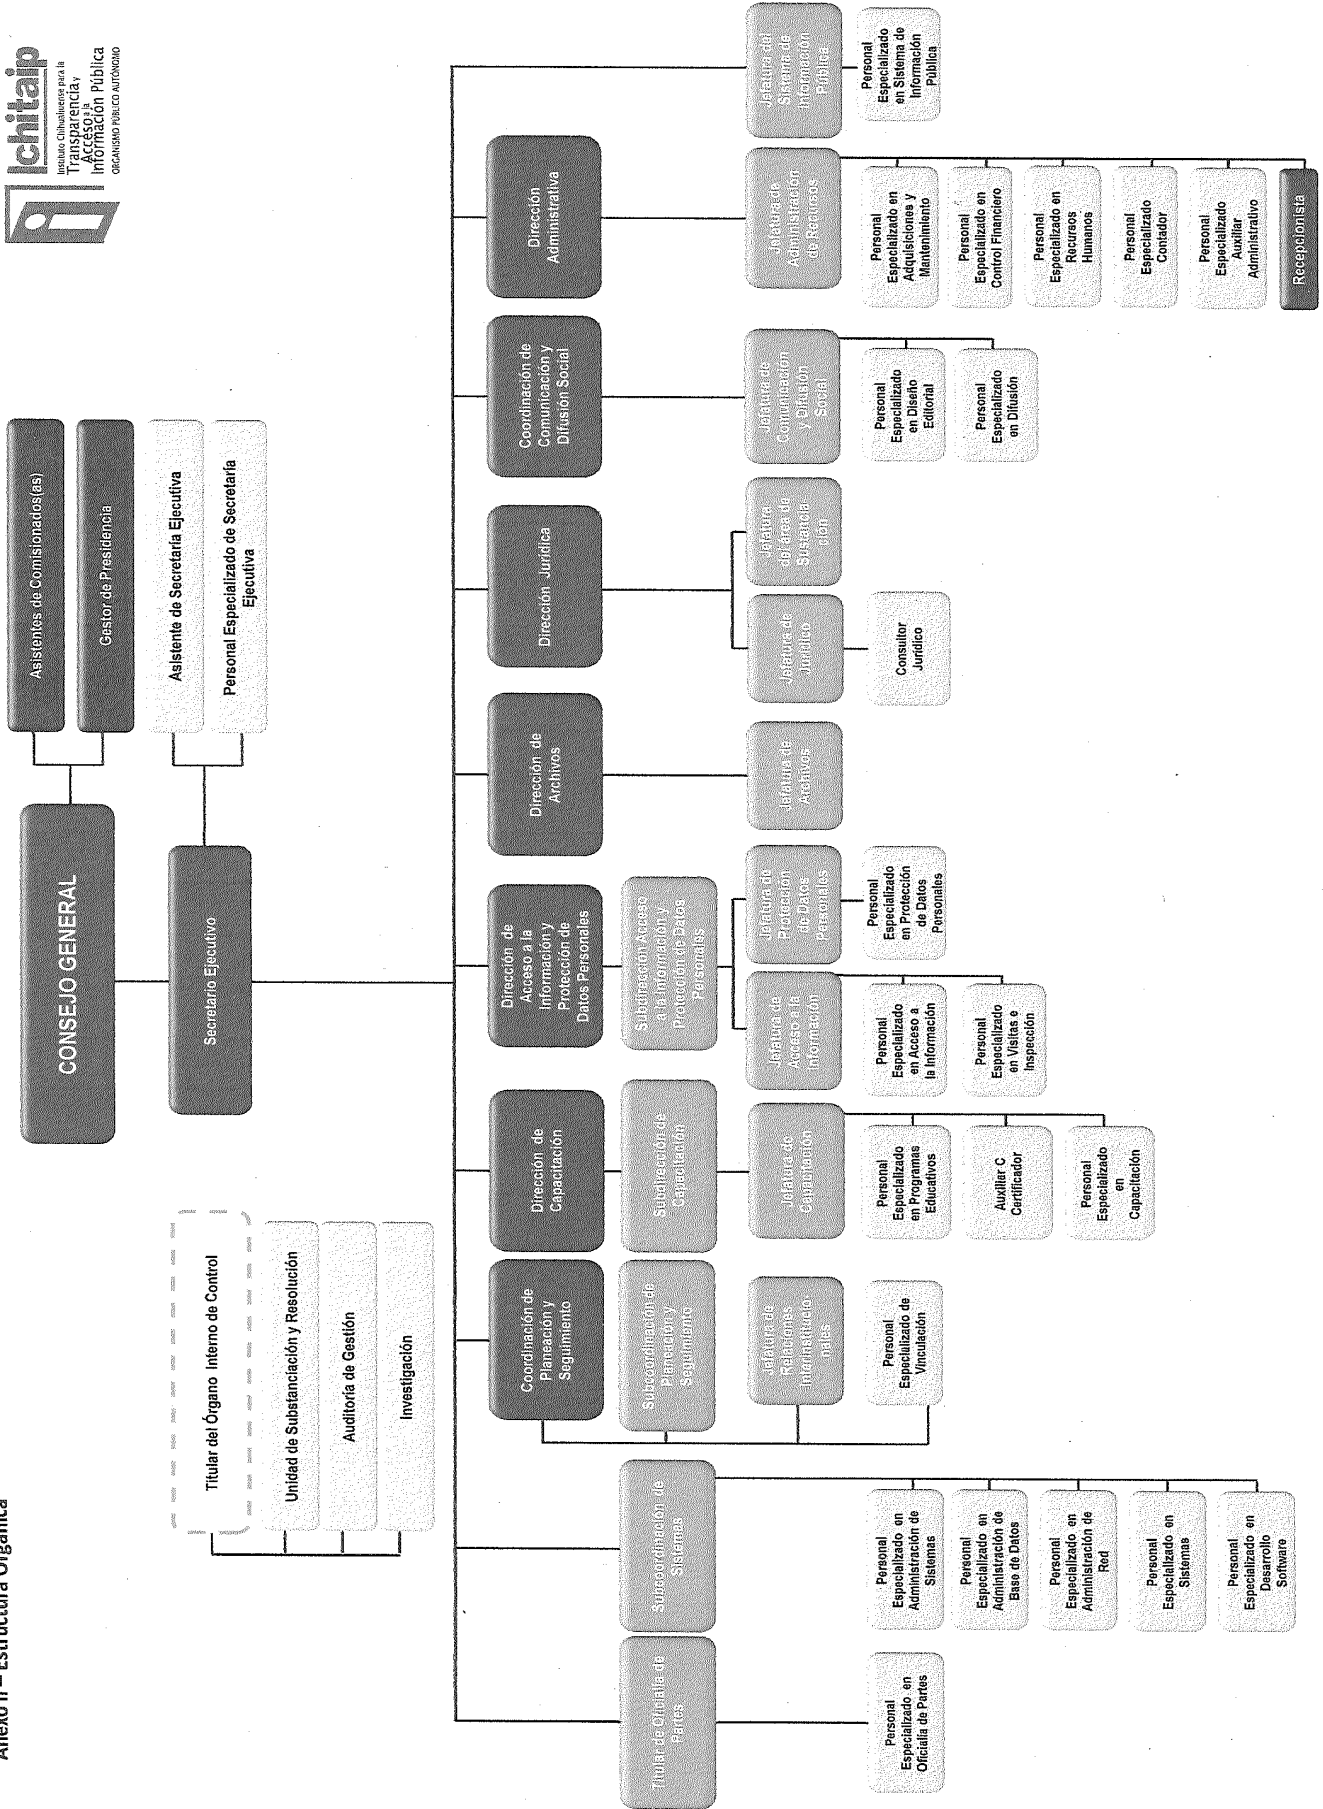 Anexo II – Estructura Orgánica
Ichitaip
Instituto Chihuahuense para la
Transparencia y
Acceso a la
Información Pública
ORGANISMO PÚBLICO AUTÓNOMO
CONSEJO GENERAL
Asistentes de Comisionados(as)
Gestor de Presidencia
Secretario Ejecutivo
Asistente de Secretaría Ejecutiva
Personal Especializado de Secretaría
Ejecutiva
Titular del Órgano Interno de Control
Unidad de Substanciación y Resolución
Auditoría de Gestión
Investigación
Titular de Oficialía de
Partes
Personal
Especializado en
Oficialía de Partes
Subcoordinación de
Sistemas
Personal
Especializado en
Administración de
Sistemas
Personal
Especializado en
Administración de
Base de Datos
Personal
Especializado en
Administración de
Red
Personal
Especializado en
Sistemas
Personal
Especializado en
Desarrollo
Software
Coordinación de
Planeación y
Seguimiento
Subcoordinación de
Planeación y
Seguimiento
Jefatura de
Relaciones
Interinstitucio-
nales
Personal
Especializado de
Vinculación
Dirección de
Capacitación
Subdirección de
Capacitación
Jefatura de
Capacitación
Personal
Especializado
en Programas
Educativos
Auxiliar C
Certificador
Personal
Especializado
en
Capacitación
Dirección de
Acceso a la
Información y
Protección de
Datos Personales
Subdirección Acceso
a la Información y
Protección de Datos
Personales
Jefatura de
Acceso a la
Información
Personal
Especializado
en Acceso a
la Información
Personal
Especializado
en Visitas e
Inspección
Jefatura de
Protección
de Datos
Personales
Personal
Especializado
en Protección
de Datos
Personales
Dirección de
Archivos
Jefatura de
Archivos
Dirección Jurídica
Jefatura de
Jurídico
Consultor
Jurídico
Jefatura
del área de
Sustancia
ción
Coordinación de
Comunicación y
Difusión Social
Jefatura de
Comunicación
y Difusión
Social
Personal
Especializado
en Diseño
Editorial
Personal
Especializado
en Difusión
Dirección
Administrativa
Jefatura de
Administración
de Recursos
Personal
Especializado en
Adquisiciones y
Mantenimiento
Personal
Especializado en
Control Financiero
Personal
Especializado en
Recursos
Humanos
Personal
Especializado
Contador
Personal
Especializado
Auxiliar
Administrativo
Recepcionista
Jefatura del
Sistema de
Información
Pública
Personal
Especializado
en Sistema de
Información
Pública